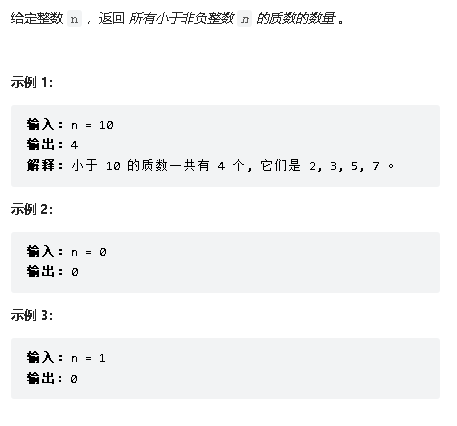 给定整数 n ，返回 所有小于非负整数 n 的质数的数量 。
示例 1：
输入：n = 10
输出：4
解释：小于 10 的质数一共有 4 个, 它们是 2, 3, 5, 7 。
示例 2：
输入：n = 0
输出：0
示例 3：
输入：n = 1
输出：0